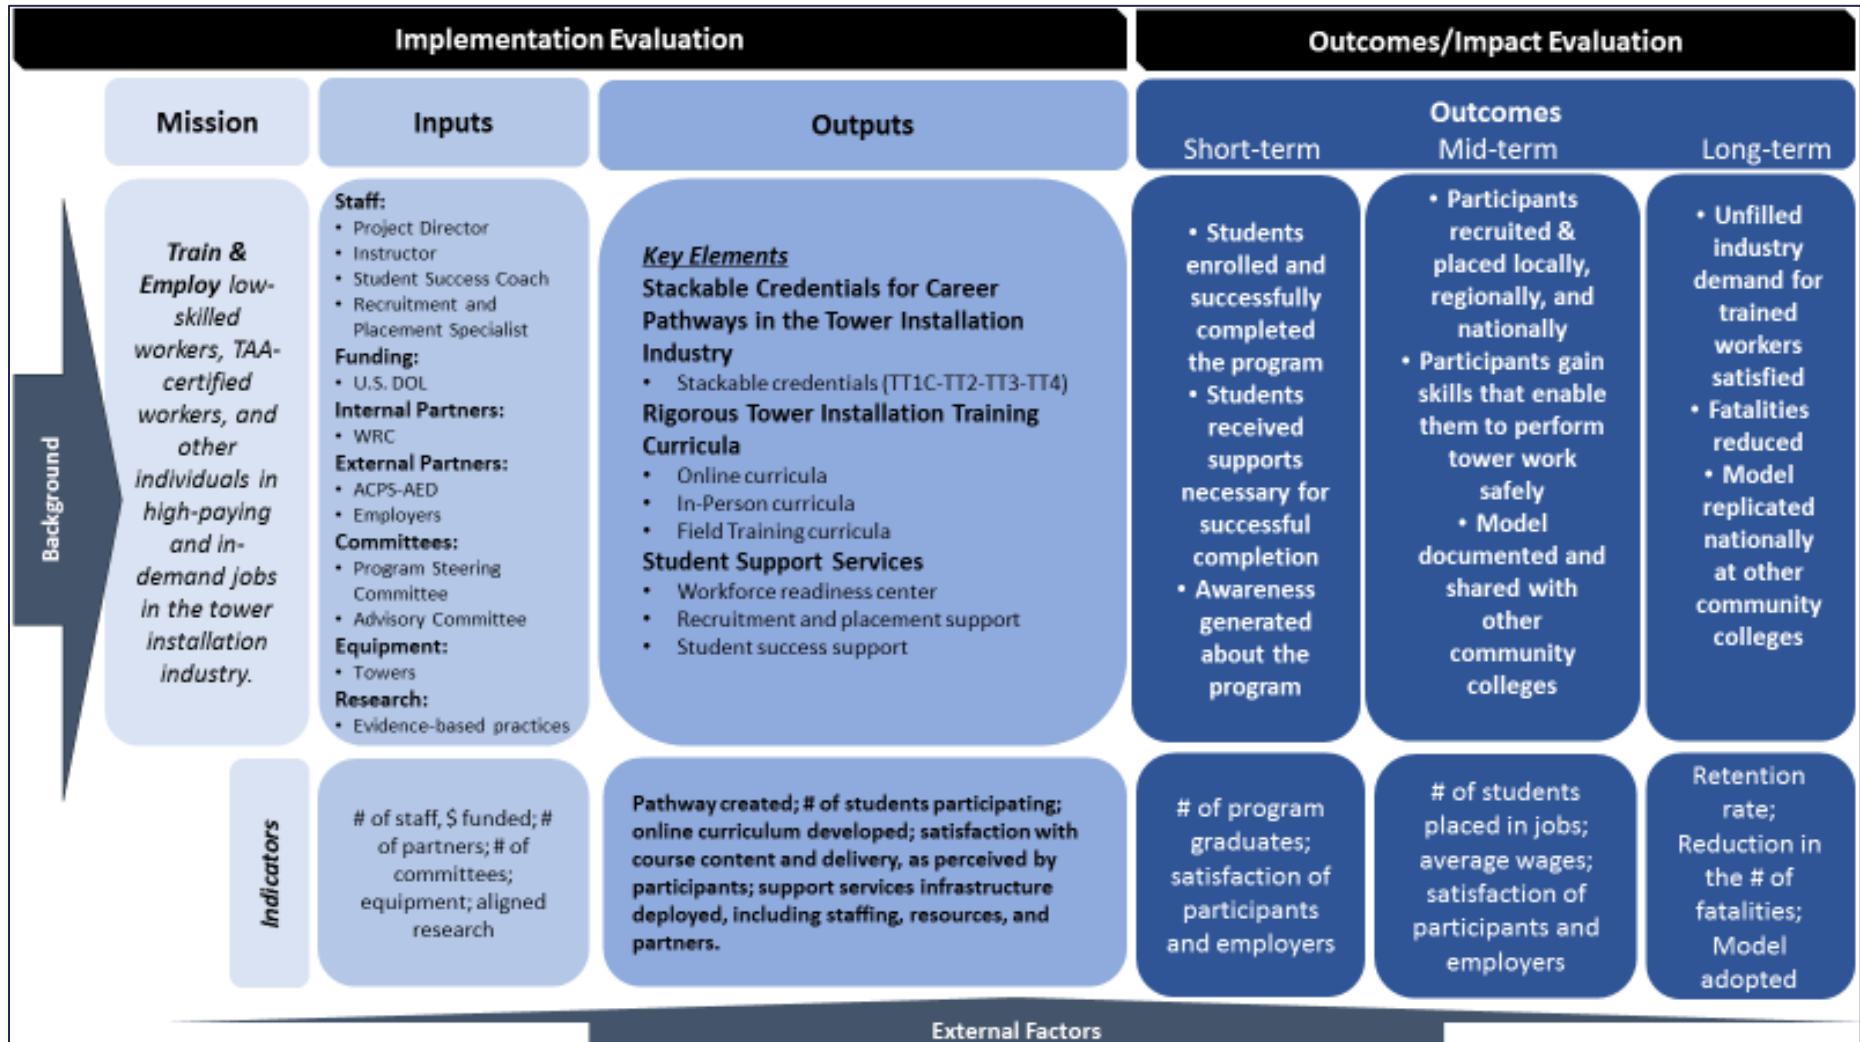 Implementation Evaluation
Outcomes/Impact Evaluation
Mission
Inputs
Outputs
Outcomes
Short-term
Mid-term
Long-term
Background
Train &
Employ low-
skilled
workers, TAA-
certified
workers, and
other
individuals in
high-paying
and in-
demand jobs
in the tower
installation
industry.
Staff:
• Project Director
• Instructor
• Student Success Coach
• Recruitment and
Placement Specialist
Funding:
• U.S. DOL
Internal Partners:
• WRC
External Partners:
• ACPS-AED
• Employers
Committees:
• Program Steering
Committee
• Advisory Committee
Equipment:
• Towers
Research:
• Evidence-based practices
Key Elements
Stackable Credentials for Career
Pathways in the Tower Installation
Industry
• Stackable credentials (TT1C-TT2-TT3-TT4)
Rigorous Tower Installation Training
Curricula
• Online curricula
• In-Person curricula
• Field Training curricula
Student Support Services
• Workforce readiness center
• Recruitment and placement support
• Student success support
• Students
enrolled and
successfully
completed
the program
• Students
received
supports
necessary for
successful
completion
• Awareness
generated
about the
program
• Participants
recruited &
placed locally,
regionally, and
nationally
• Participants gain
skills that enable
them to perform
tower work
safely
• Model
documented and
shared with
other
community
colleges
• Unfilled
industry
demand for
trained
workers
satisfied
• Fatalities
reduced
• Model
replicated
nationally
at other
community
colleges
Indicators
# of staff, $ funded; #
of partners; # of
committees;
equipment; aligned
research
Pathway created; # of students participating;
online curriculum developed; satisfaction with
course content and delivery, as perceived by
participants; support services infrastructure
deployed, including staffing, resources, and
partners.
# of program
graduates;
satisfaction of
participants
and employers
# of students
placed in jobs;
average wages;
satisfaction of
participants and
employers
Retention
rate;
Reduction in
the # of
fatalities;
Model
adopted
External Factors